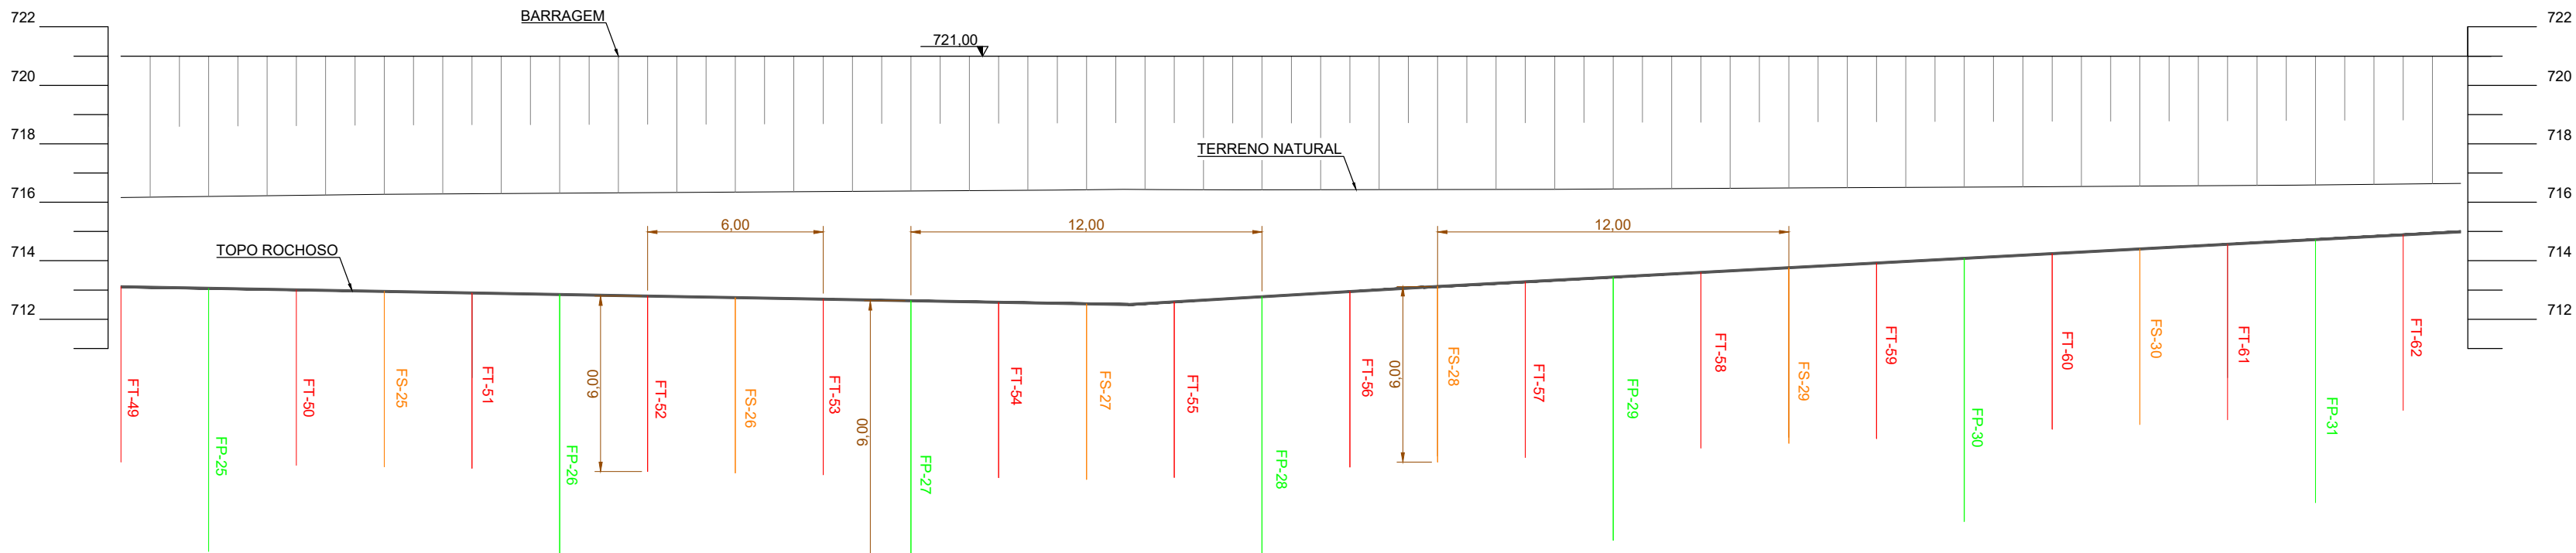 722
BARRAGEM
721,00
722
720
720
718
718
TERRENO NATURAL
716
716
6,00
12,00
12,00
714
TOPO ROCHOSO
714
712
712
FT-49
FP-25
FT-50
FS-25
FT-51
FP-26
6,00
FT-52
FS-26
FT-53
9,00
FP-27
FT-54
FS-27
FT-55
FP-28
FT-56
6,00
FS-28
FT-57
FP-29
FT-58
FS-29
FT-59
FP-30
FT-60
FS-30
FT-61
FP-31
FT-62